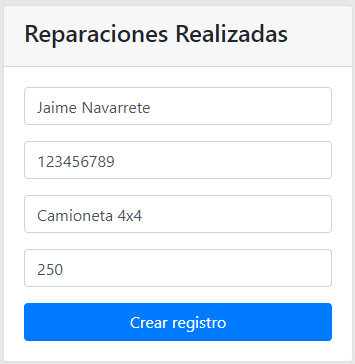 Reparaciones Realizadas
Jaime Navarrete
123456789
Camioneta 4x4
250
Crear registro